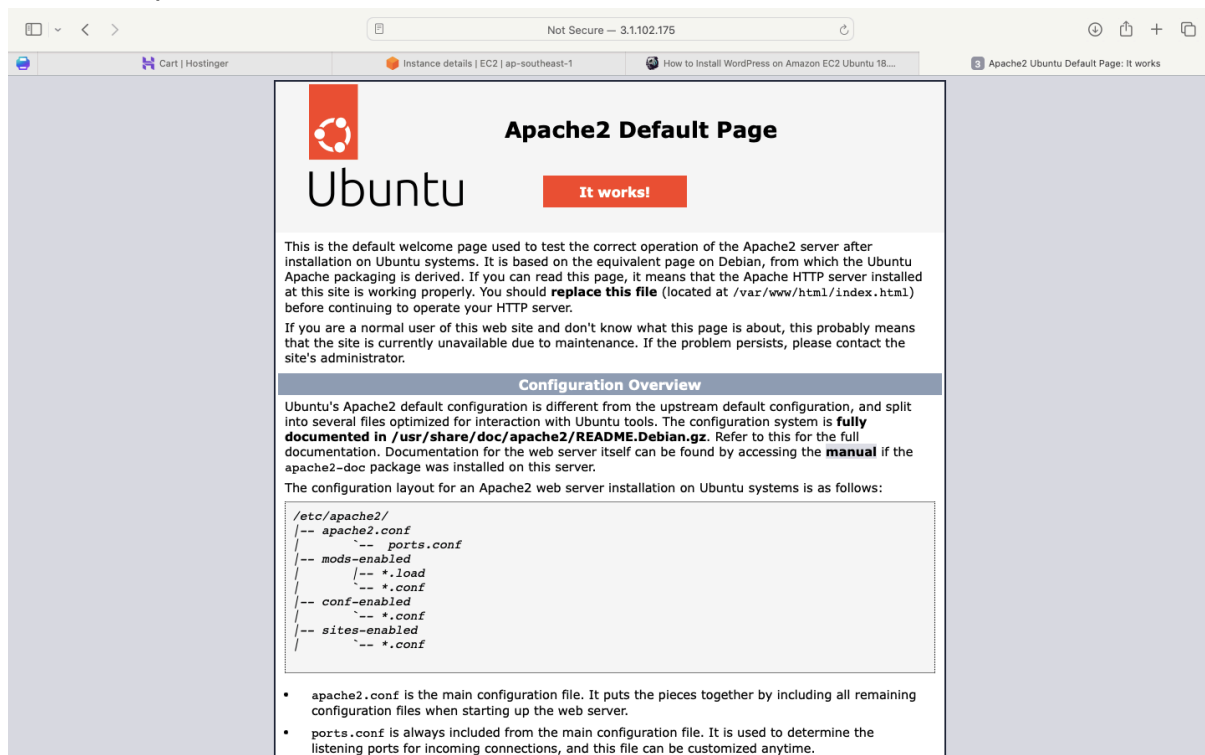 Not Secure — 3.1.102.175
Cart | Hostinger
Instance details | EC2 | ap-southeast-1
How to Install WordPress on Amazon EC2 Ubuntu 18....
3 Apache2 Ubuntu Default Page: It works
Apache2 Default Page
Ubuntu
It works!
This is the default welcome page used to test the correct operation of the Apache2 server after
installation on Ubuntu systems. It is based on the equivalent page on Debian, from which the Ubuntu
Apache packaging is derived. If you can read this page, it means that the Apache HTTP server installed
at this site is working properly. You should replace this file (located at /var/www/html/index.html)
before continuing to operate your HTTP server.
If you are a normal user of this web site and don't know what this page is about, this probably means
that the site is currently unavailable due to maintenance. If the problem persists, please contact the
site's administrator.
Configuration Overview
Ubuntu's Apache2 default configuration is different from the upstream default configuration, and split
into several files optimized for interaction with Ubuntu tools. The configuration system is fully
documented in /usr/share/doc/apache2/README.Debian.gz. Refer to this for the full
documentation. Documentation for the web server itself can be found by accessing the manual if the
apache2-doc package was installed on this server.
The configuration layout for an Apache2 web server installation on Ubuntu systems is as follows:
/etc/apache2/
|-- apache2.conf
|       `--  ports.conf
|-- mods-enabled
|       |-- *.load
|       `-- *.conf
|-- conf-enabled
|       `-- *.conf
|-- sites-enabled
|       `-- *.conf
• apache2.conf is the main configuration file. It puts the pieces together by including all remaining
configuration files when starting up the web server.
• ports.conf is always included from the main configuration file. It is used to determine the
listening ports for incoming connections, and this file can be customized anytime.